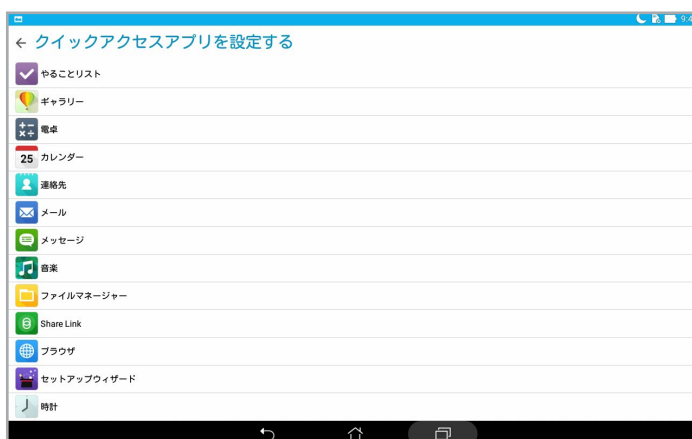 9:4
クイックアクセスアプリを設定する
やることリスト
ギャラリー
電卓
25 カレンダー
連絡先
メール
メッセージ
音楽
ファイルマネージャー
Share Link
ブラウザ
セットアップウィザード
時計